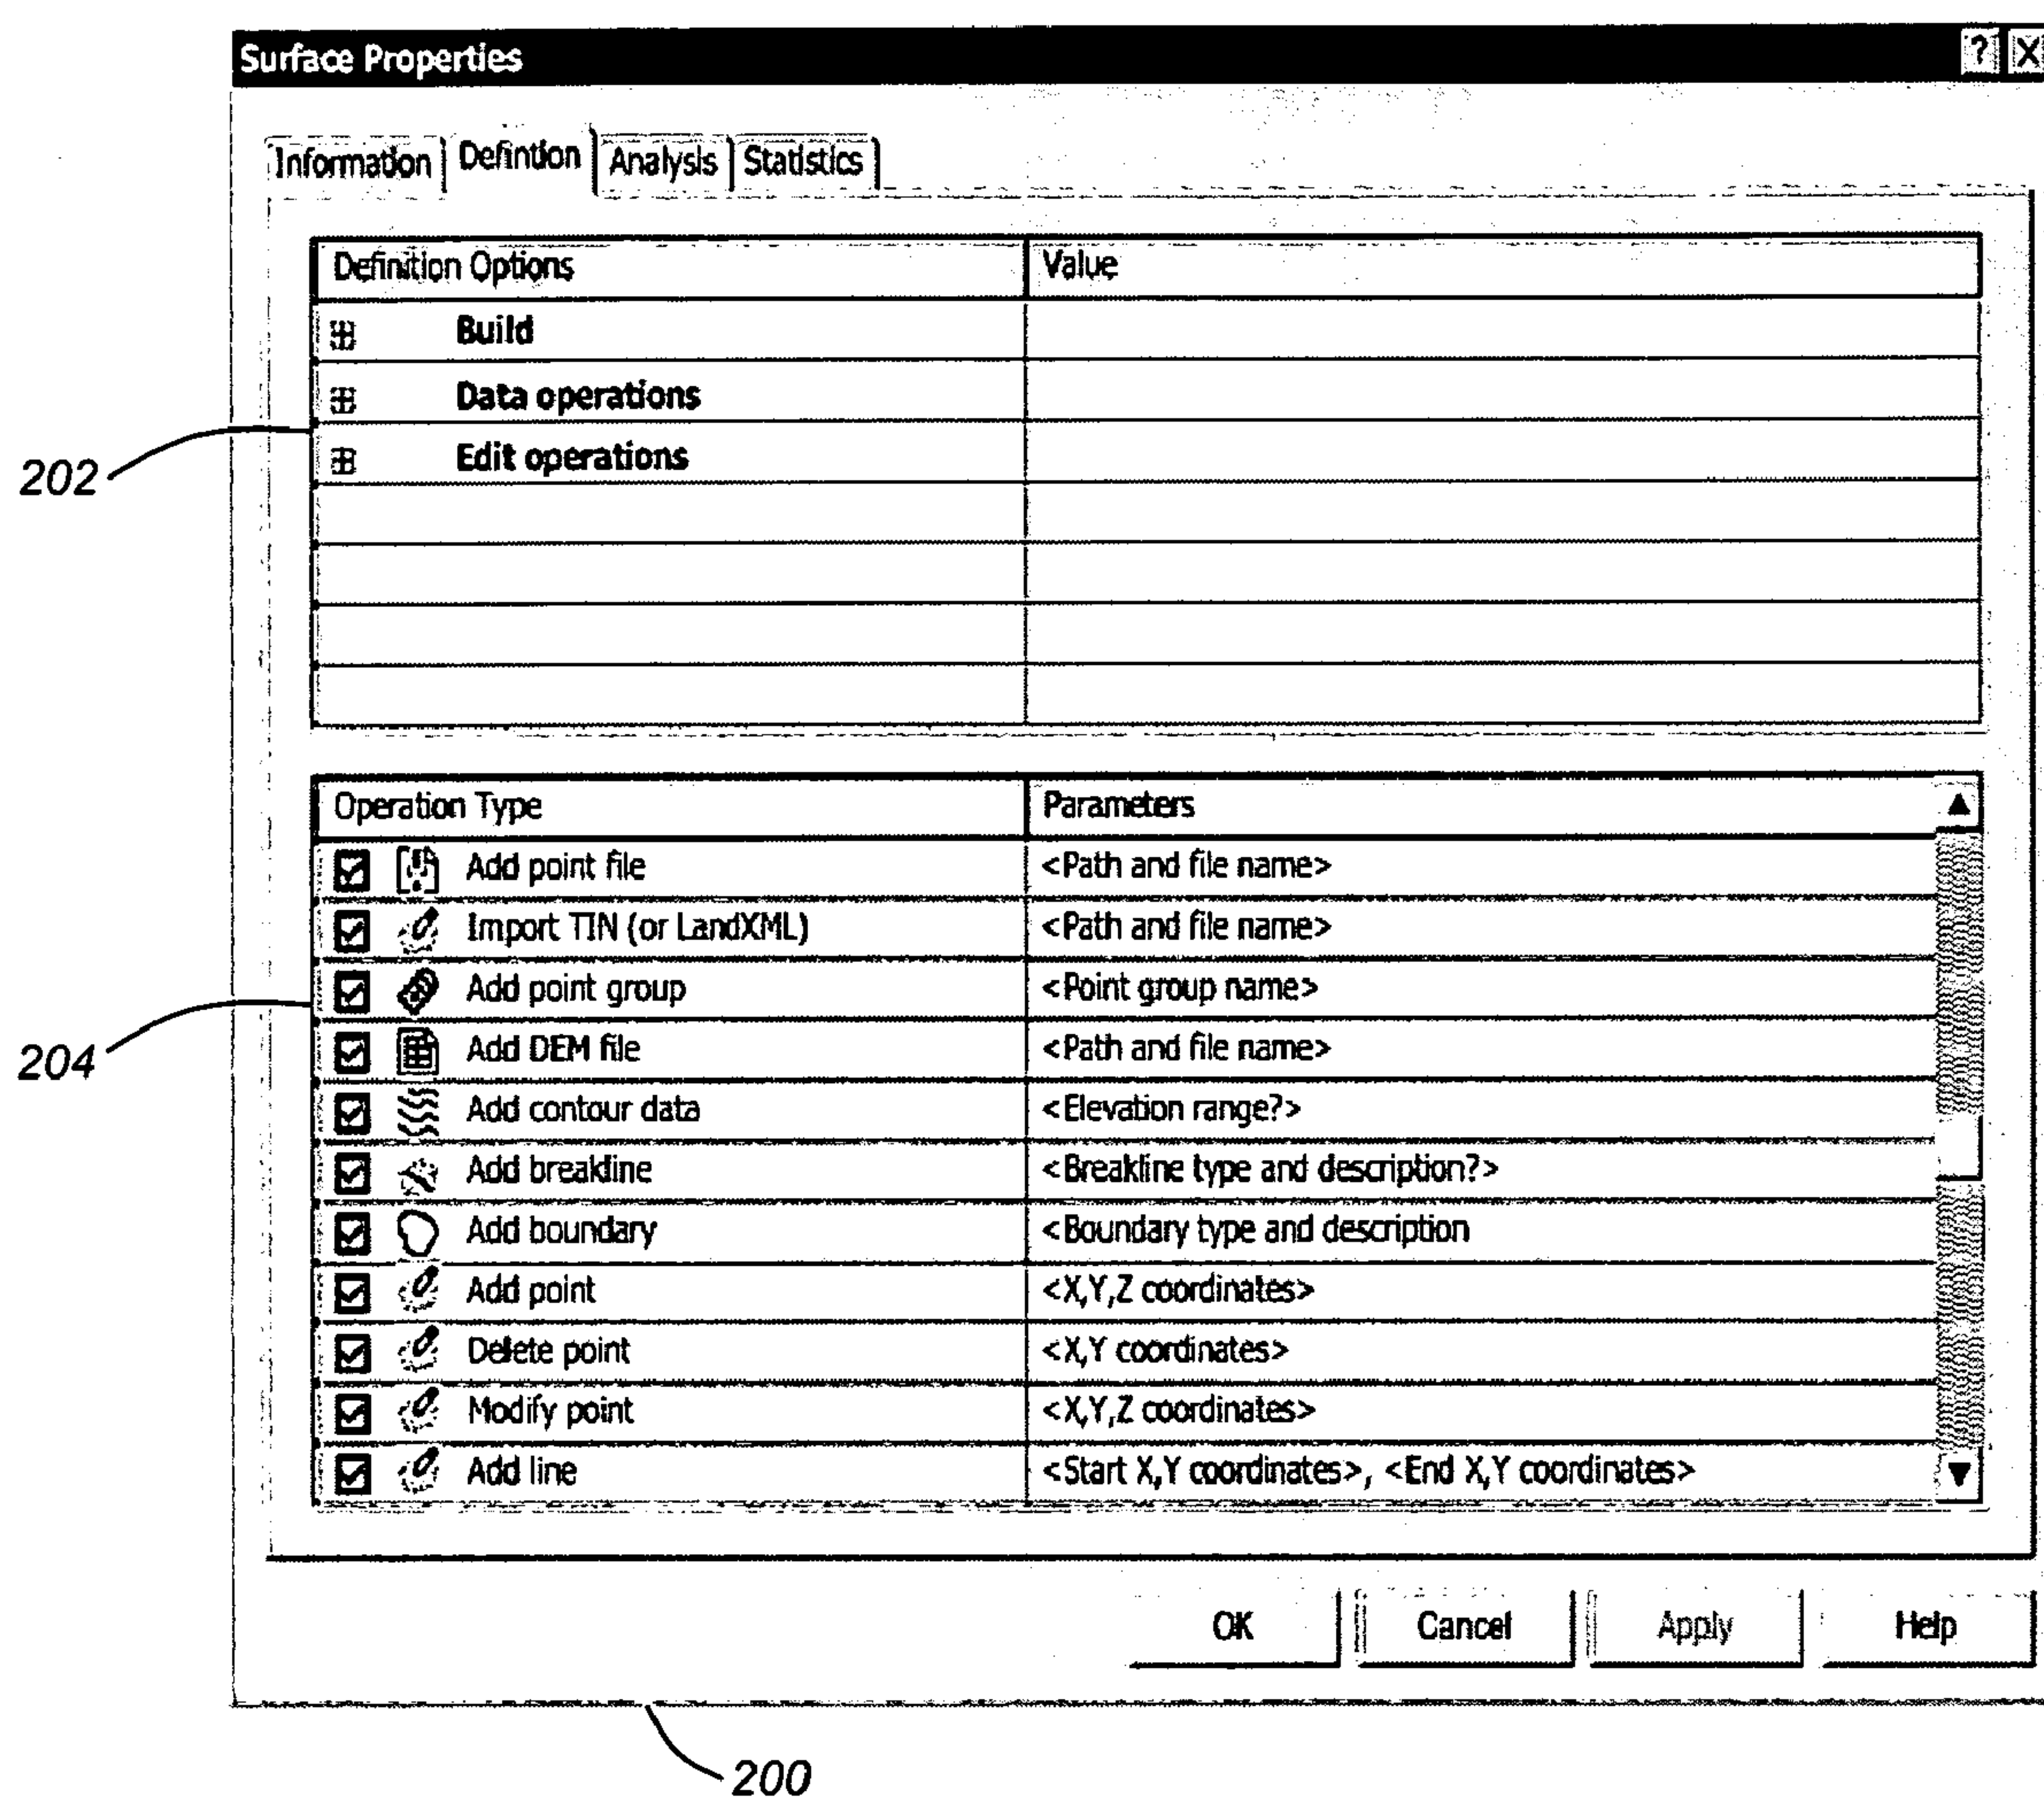 Surface Properties ? X
Information Defintion Analysis Statistics
Definition Options Value
Build
Data operations
Edit operations
202
Operation Type Parameters
Add point file <Path and file name>
Import TIN (or LandXML) <Path and file name>
Add point group <Point group name>
Add DEM file <Path and file name>
204
Add contour data <Elevation range?>
Add breakline <Breakline type and description?>
Add boundary <Boundary type and description
Add point <X,Y,Z coordinates>
Delete point <X,Y coordinates>
Modify point <X,Y,Z coordinates>
Add line <Start X,Y coordinates>, <End X,Y coordinates>
OK Cancel Apply Help
200